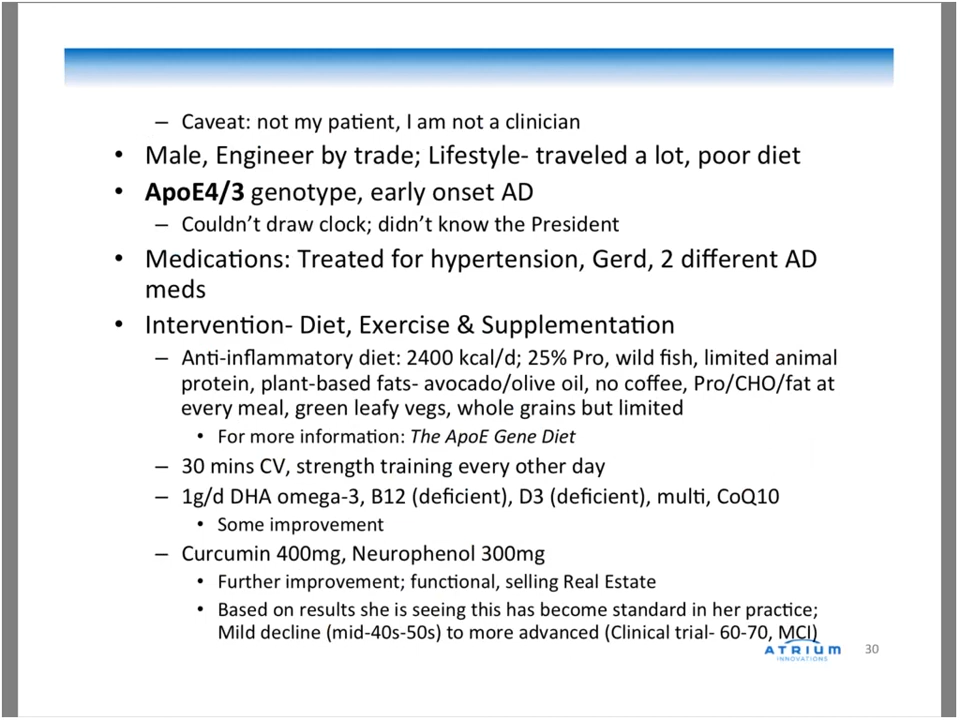 – Caveat: not my patient, I am not a clinician
• Male, Engineer by trade; Lifestyle- traveled a lot, poor diet
• ApoE4/3 genotype, early onset AD
– Couldn't draw clock; didn't know the President
• Medications: Treated for hypertension, Gerd, 2 different AD
meds
• Intervention- Diet, Exercise & Supplementation
– Anti-inflammatory diet: 2400 kcal/d; 25% Pro, wild fish, limited animal
protein, plant-based fats- avocado/olive oil, no coffee, Pro/CHO/fat at
every meal, green leafy vegs, whole grains but limited
• For more information: The ApoE Gene Diet
– 30 mins CV, strength training every other day
– 1g/d DHA omega-3, B12 (deficient), D3 (deficient), multi, CoQ10
• Some improvement
– Curcumin 400mg, Neurophenol 300mg
• Further improvement; functional, selling Real Estate
• Based on results she is seeing this has become standard in her practice;
Mild decline (mid-40s-50s) to more advanced (Clinical trial- 60-70, MCI)
ATRIUM
INNOVATIONS
30